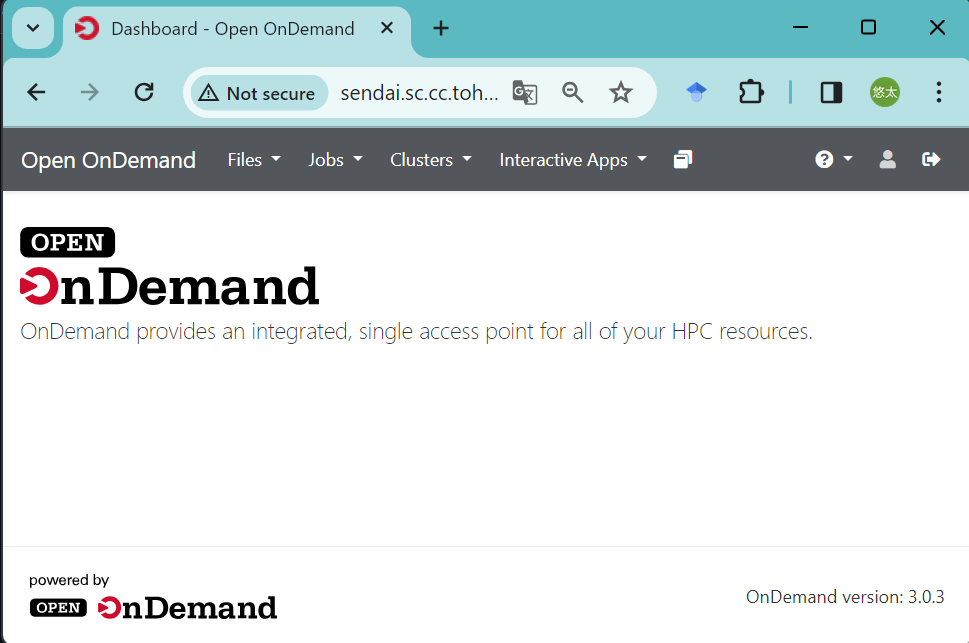 Dashboard - Open OnDemand
Not secure sendai.sc.cc.toh... 悠太
Open OnDemand Files Jobs Clusters Interactive Apps
OPEN
OnDemand
OnDemand provides an integrated, single access point for all of your HPC resources.
powered by
OPEN OnDemand
OnDemand version: 3.0.3